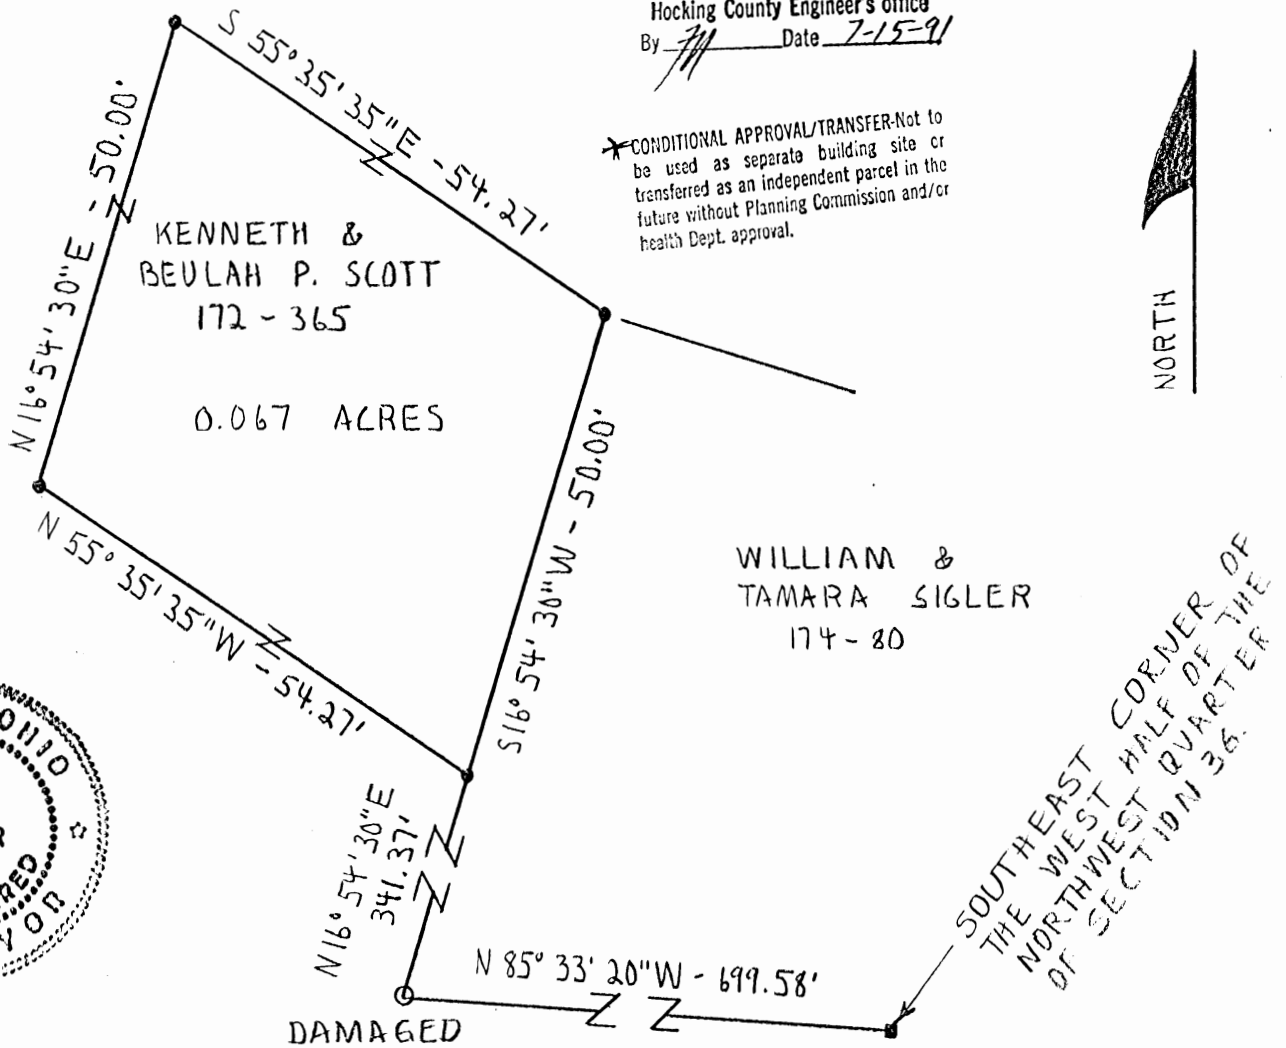 Hocking County Engineer's office
By Date 7-15-91
S 55° 35' 35" E - 54.27'
N 16° 54' 30" E - 50.00'
*CONDITIONAL APPROVAL/TRANSFER-Not to
be used as separate building site or
transferred as an independent parcel in the
future without Planning Commission and/or
health Dept. approval.
KENNETH &
BEULAH P. SCOTT
172 - 365
0.067 ACRES
NORTH
S16° 54' 30" W - 50.00'
N 55° 35' 35" W - 54.27'
WILLIAM &
TAMARA SIGLER
174 - 80
SOUTHEAST CORNER OF
THE WEST HALF OF THE
NORTHWEST QUARTER
OF SECTION 36.
OHIO
N16° 54' 30" E
341.37'
N 85° 33' 20" W - 699.58'
DAMAGED